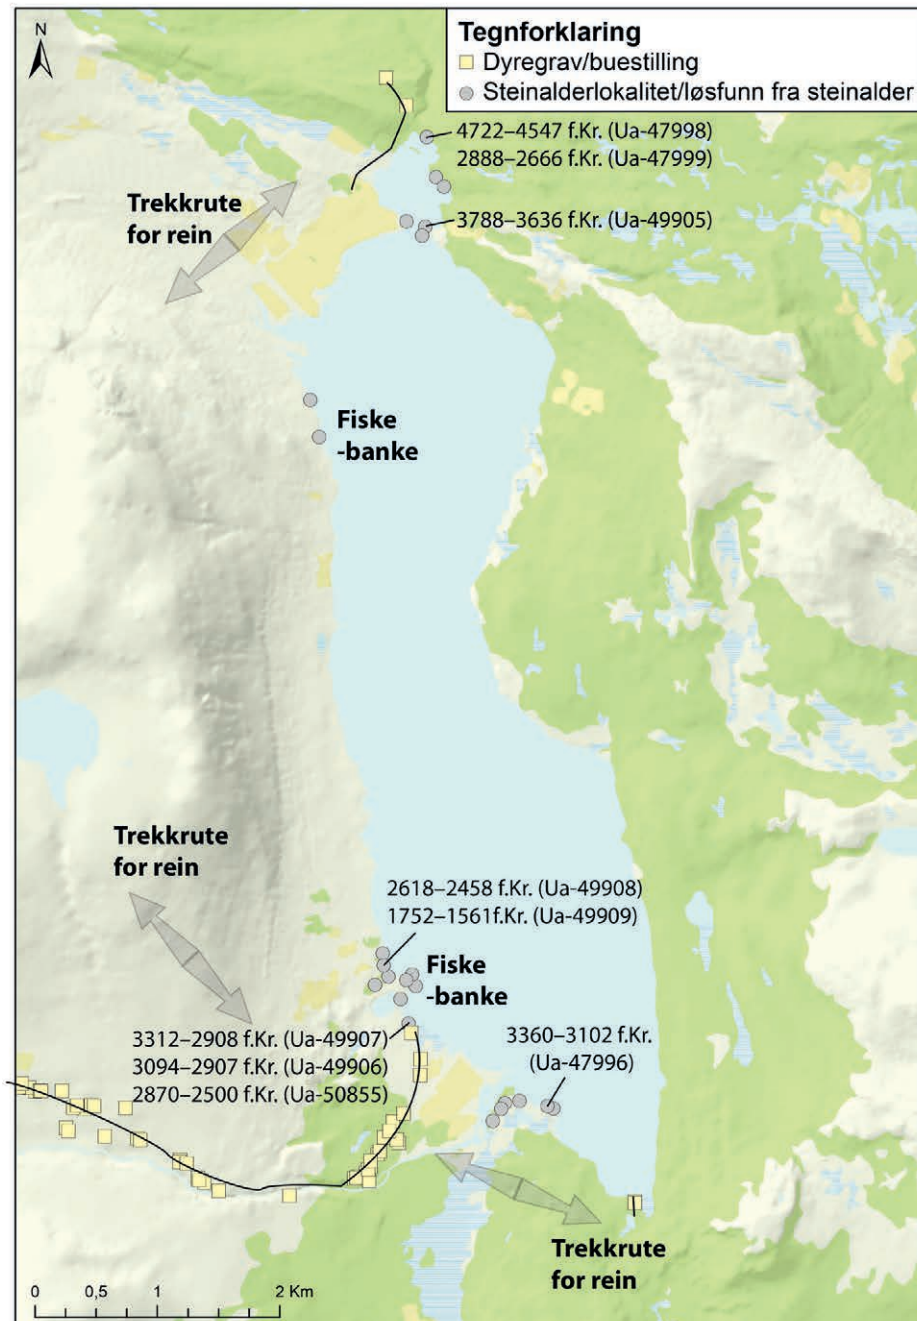 N
Tegnforklaring
Dyregrav/buestilling
Steinalderlokalitet/løsfunn fra steinalder
4722–4547 f.Kr. (Ua-47998)
2888–2666 f.Kr. (Ua-47999)
Trekkrute
for rein
3788–3636 f.Kr. (Ua-49905)
Fiske
-banke
Trekkrute
for rein
2618–2458 f.Kr. (Ua-49908)
1752–1561f.Kr. (Ua-49909)
Fiske
-banke
3312–2908 f.Kr. (Ua-49907)
3094–2907 f.Kr. (Ua-49906)
2870–2500 f.Kr. (Ua-50855)
3360–3102 f.Kr.
(Ua-47996)
Trekkrute
for rein
0 0,5 1 2 Km